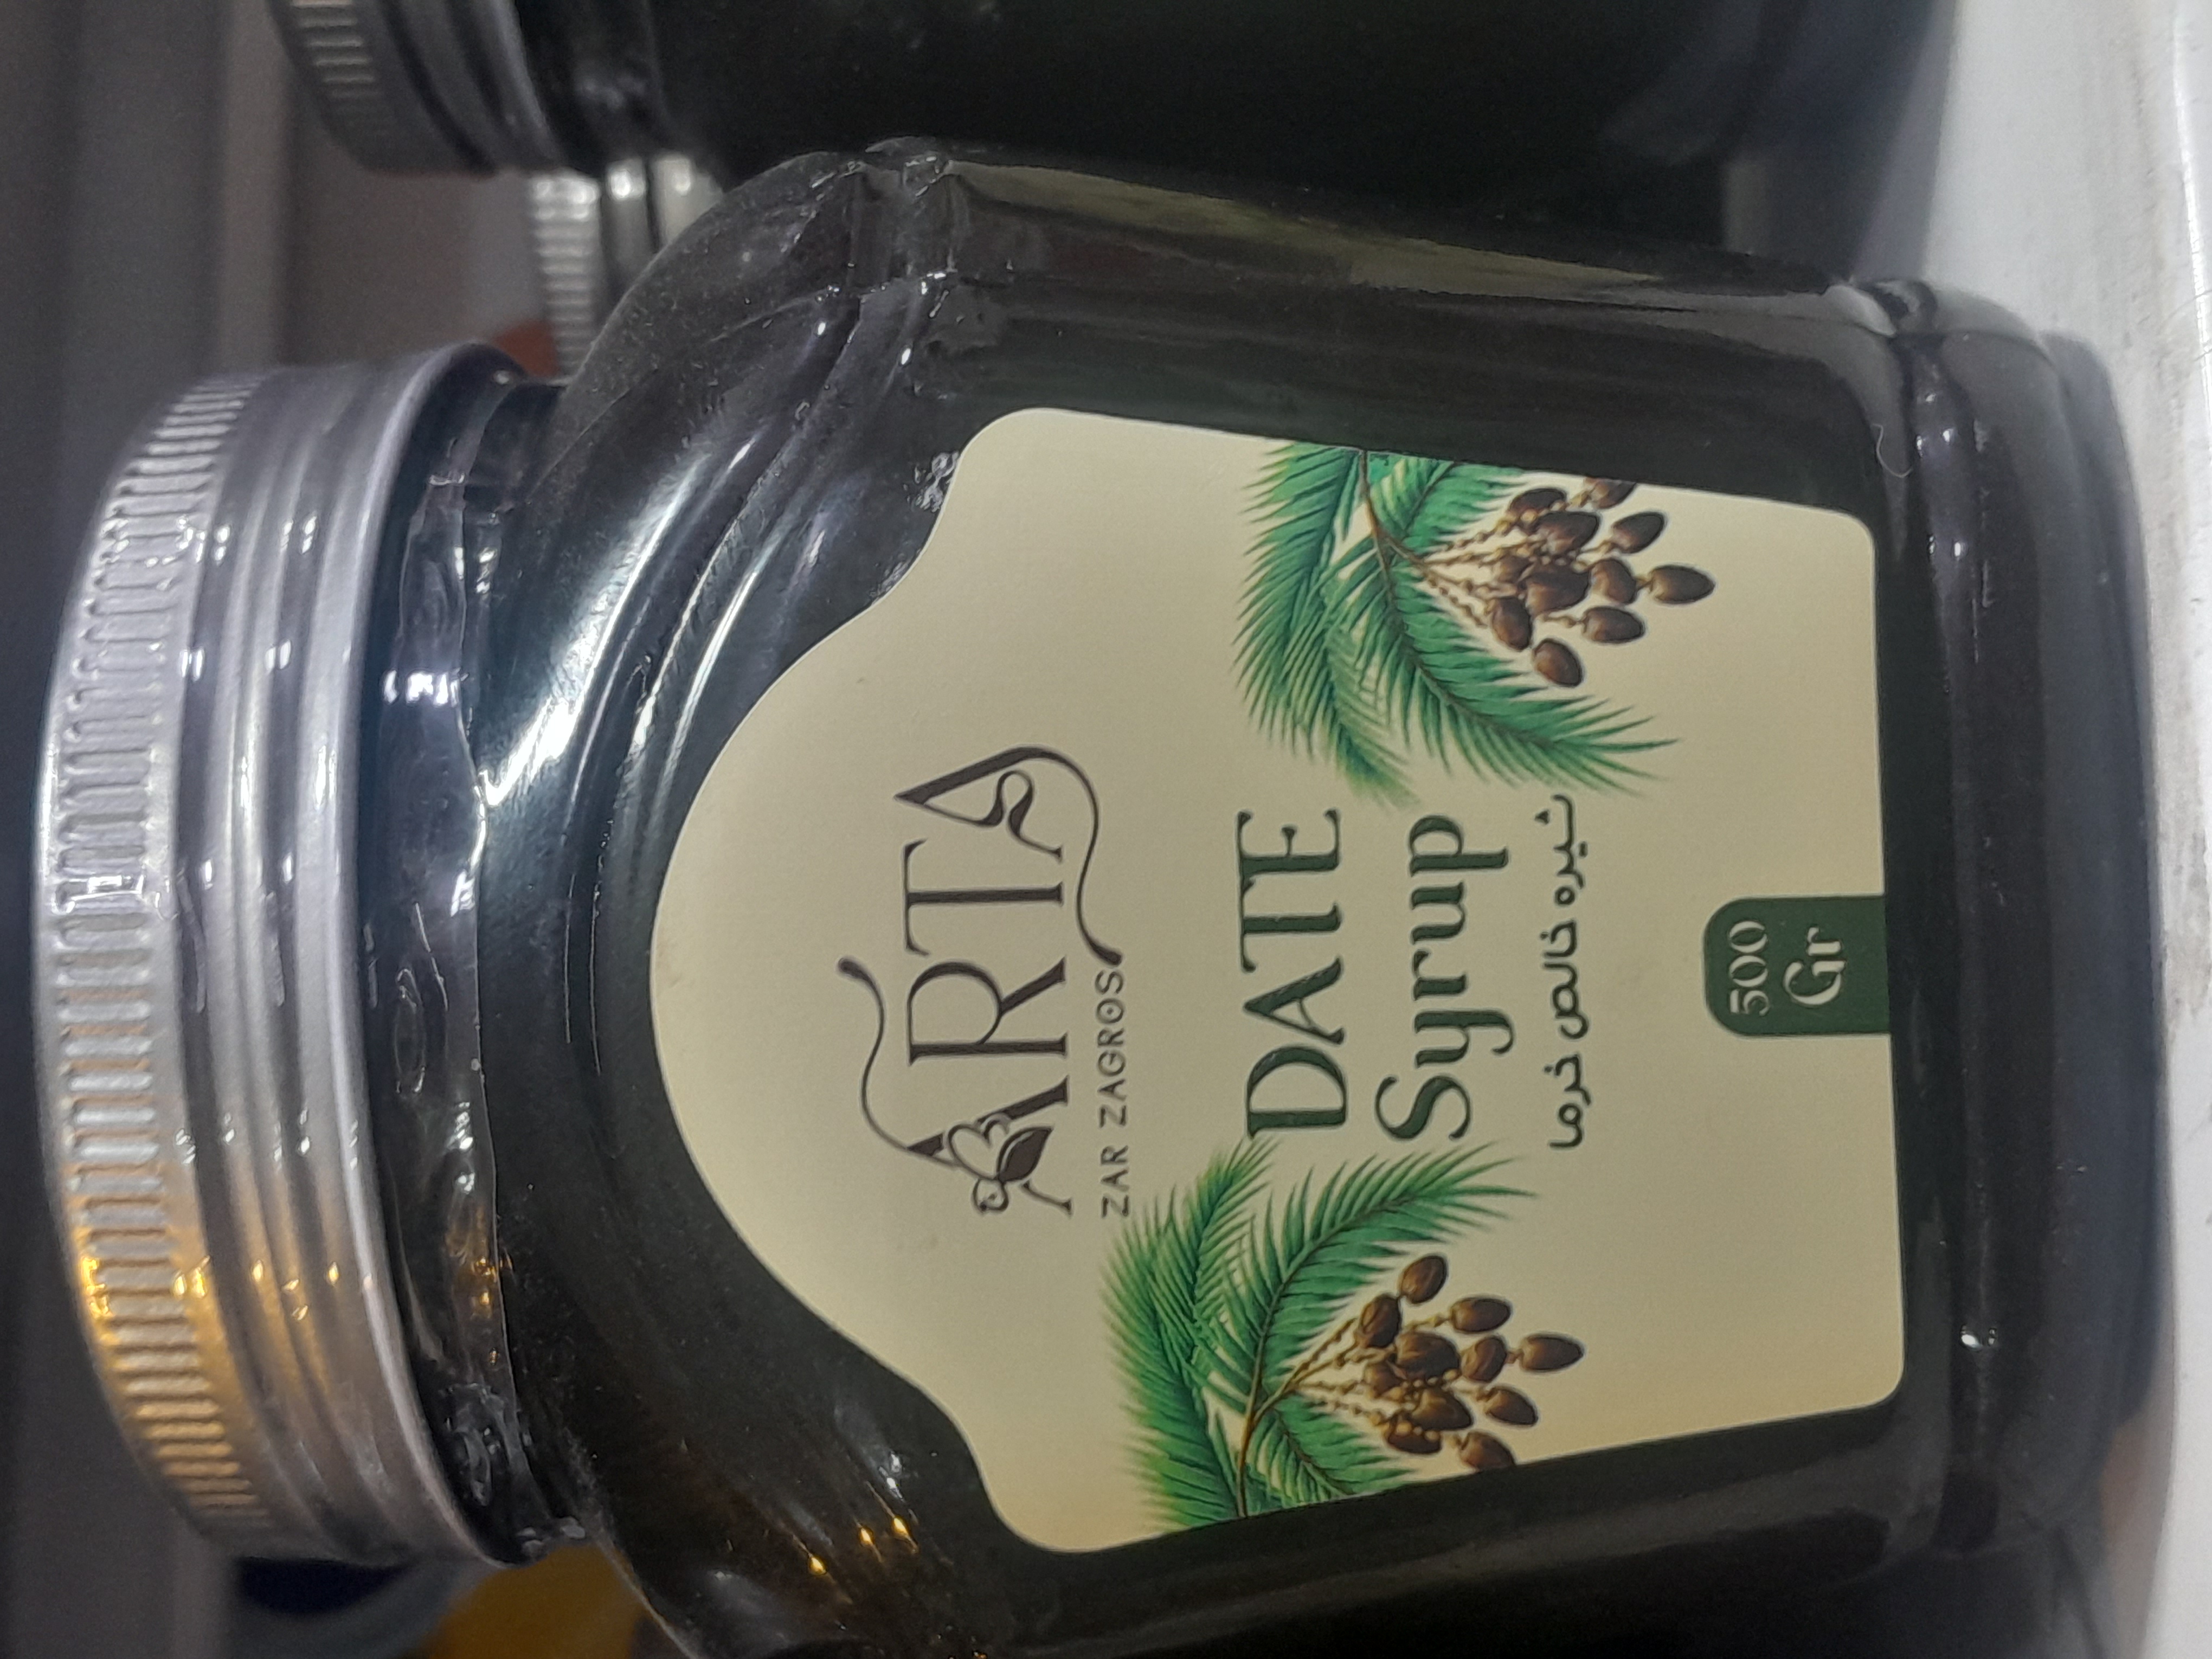 ARTA
ZAR ZAGROS
DATE
Syrup
شیره خالص خرما
500
Gr